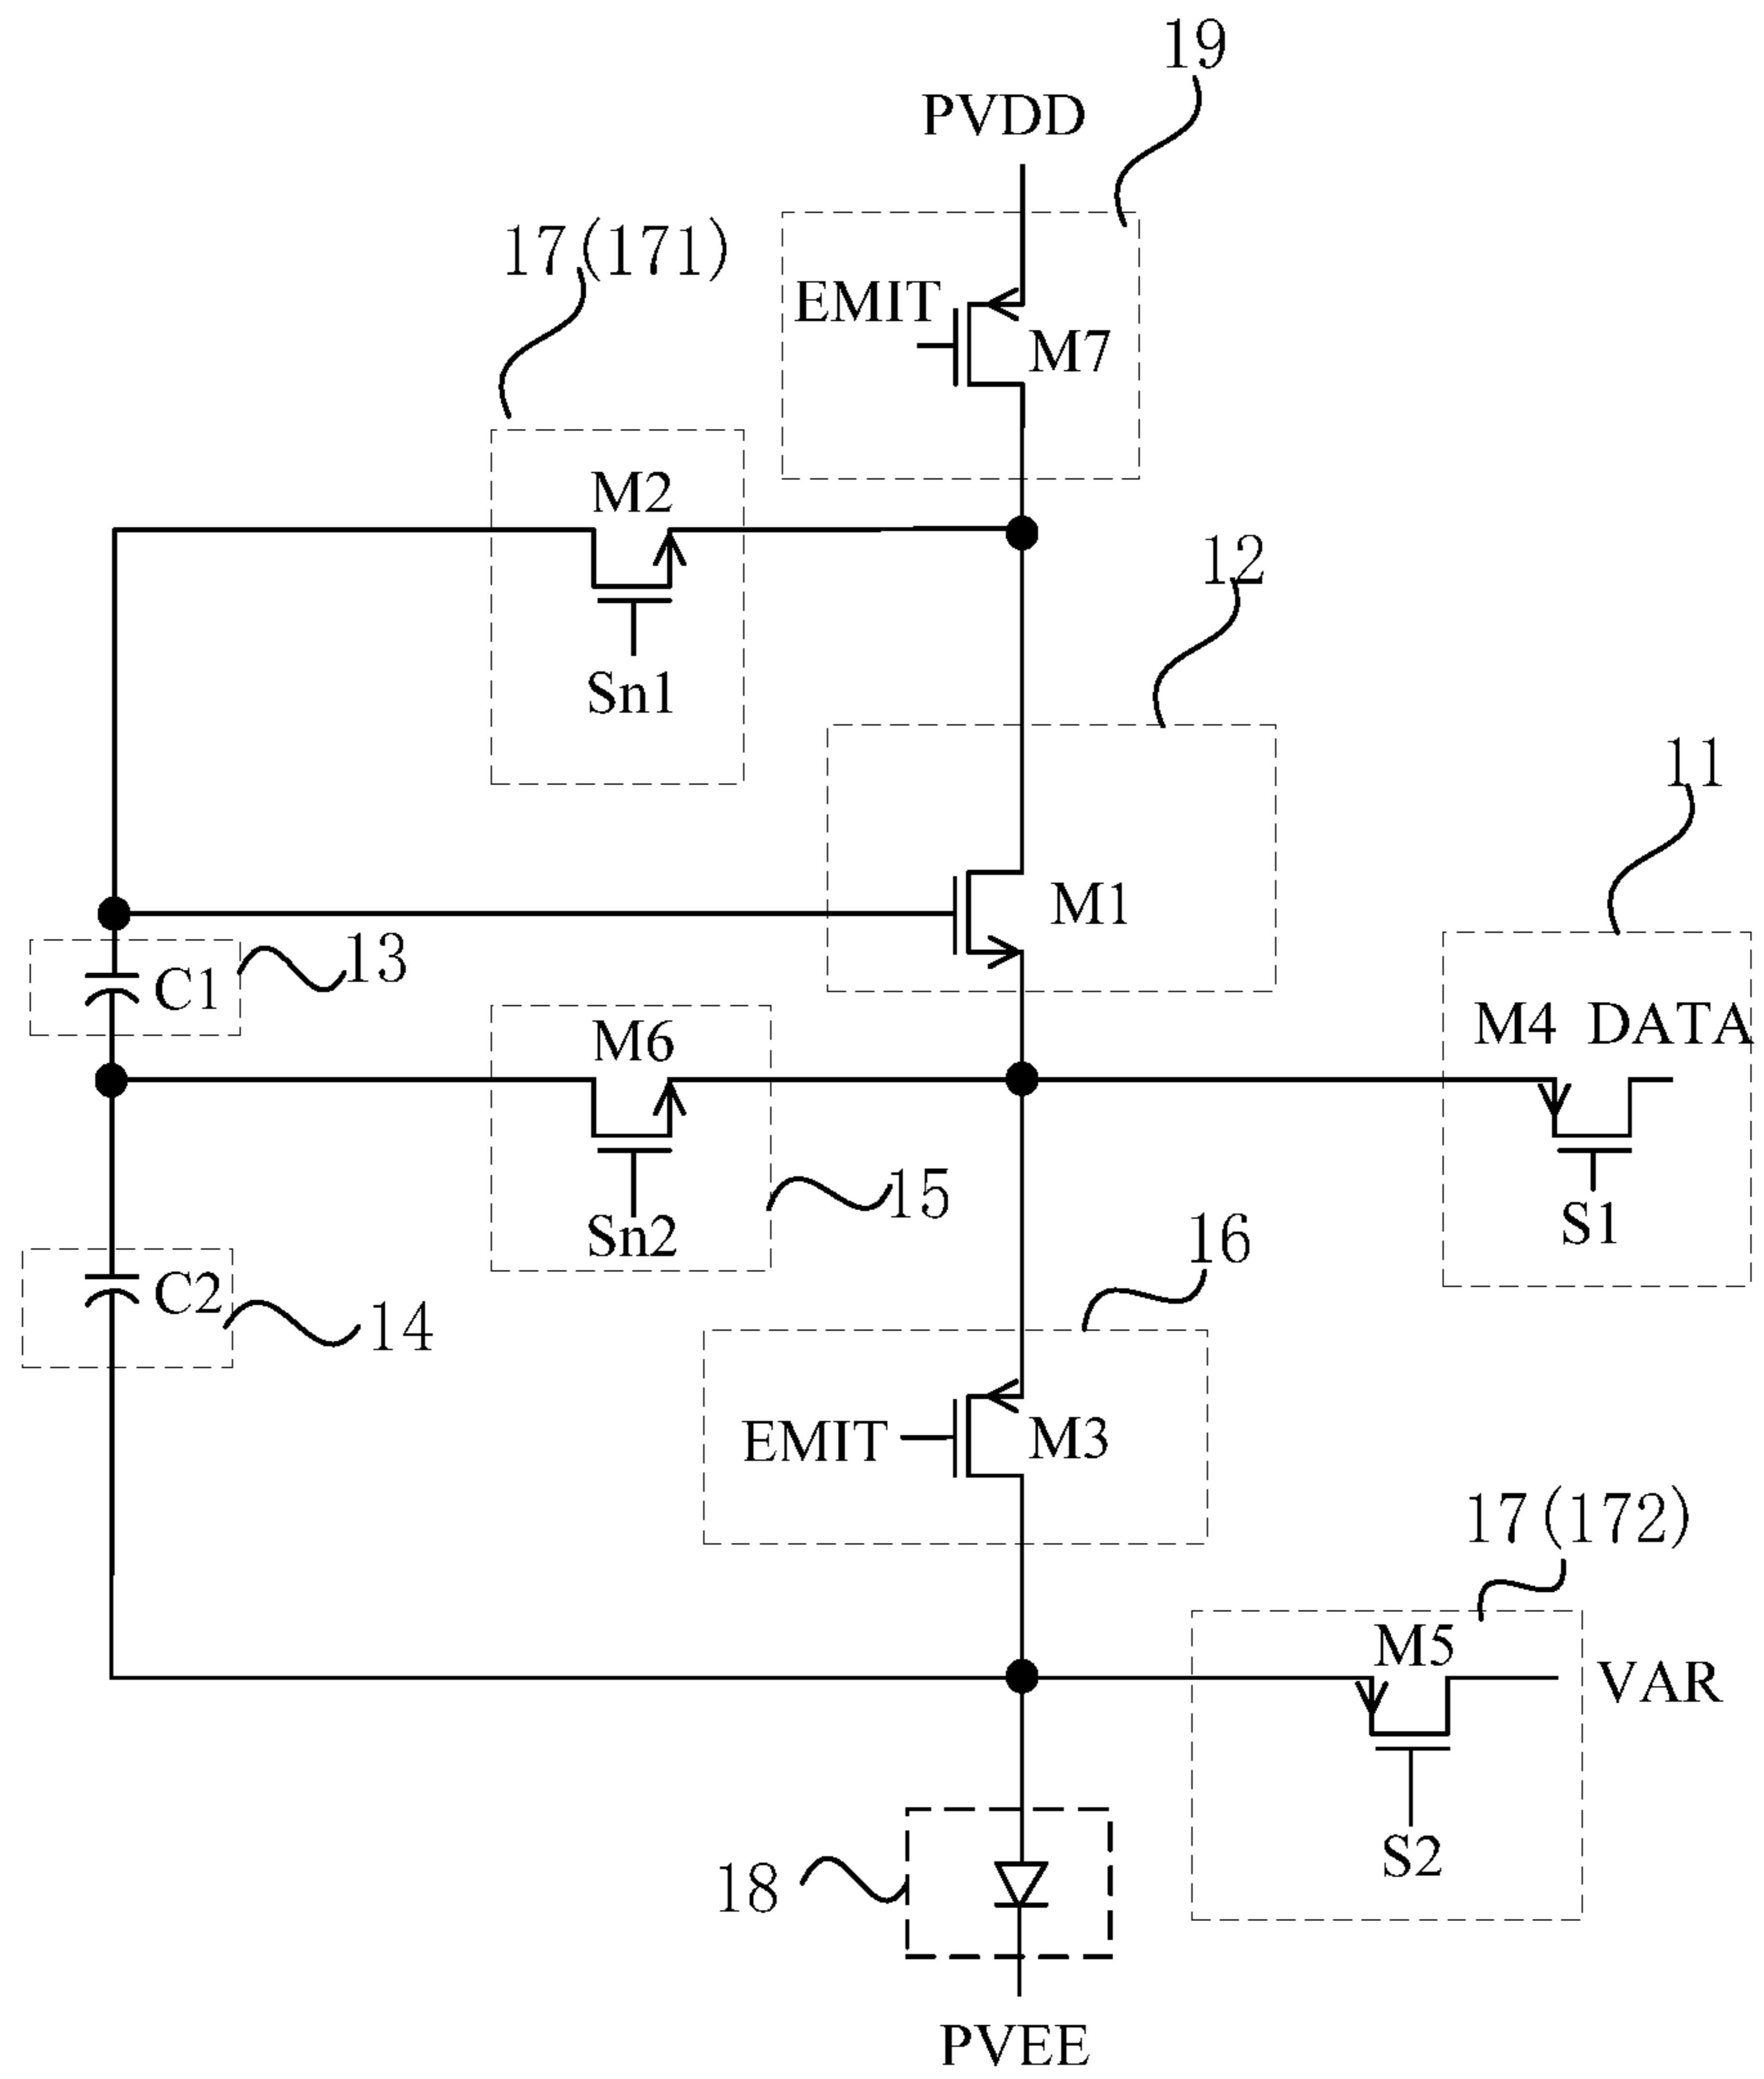 19
PVDD
17(171)
EMIT
M7
M2
12
Sn1
11
M1
13
C1
M4 DATA
M6
15
S1
Sn2
16
C2
14
EMIT
M3
17(172)
M5
VAR
S2
18
PVEE